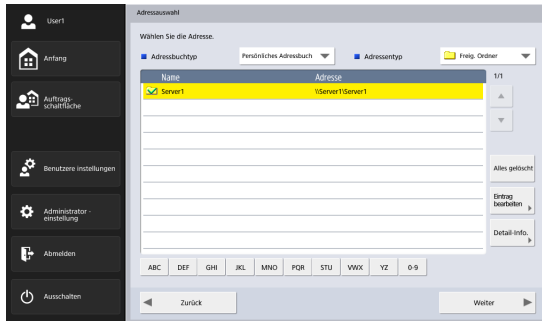 User1
Anfang
Auftrags-
schaltfläche
Benutzere instellungen
Administrator -
einstellung
Abmelden
Ausschalten
Adressauswahl
Wählen Sie die Adresse.
Adressbuchtyp
Persönliches Adressbuch
Adressentyp
Freig. Ordner
Name Adresse
1/1
Server1 \\Server1\Server1
Alles gelöscht
Eintrag
bearbeiten
Detail-Info.
ABC DEF GHI JKL MNO PQR STU VWX YZ 0-9
Zurück
Weiter